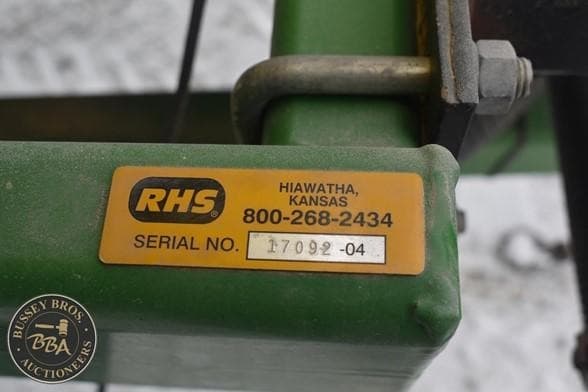 RHS
HIAWATHA,
KANSAS
800-268-2434
SERIAL NO. 17092 -04
BUSSEY BROS.
BBA
AUCTIONEERS